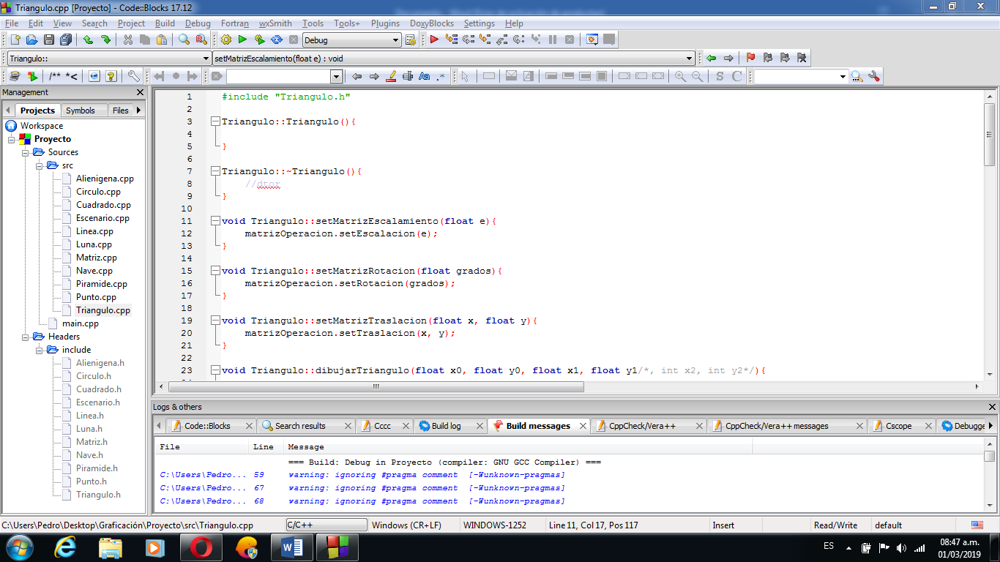 Triangulo.cpp [Proyecto] - Code::Blocks 17.12
File Edit View Search Project Build Debug Fortran wxSmith Tools Tools+ Plugins DoxyBlocks Settings Help
Debug
Triangulo:: setMatrizEscalamiento(float e) : void
/** *< Aa .* S C
Management
Projects Symbols Files
Workspace
Proyecto
Sources
src
Alienigena.cpp
Circulo.cpp
Cuadrado.cpp
Escenario.cpp
Linea.cpp
Luna.cpp
Matriz.cpp
Nave.cpp
Piramide.cpp
Punto.cpp
Triangulo.cpp
main.cpp
Headers
include
Alienigena.h
Circulo.h
Cuadrado.h
Escenario.h
Linea.h
Luna.h
Matriz.h
Nave.h
Piramide.h
Punto.h
Triangulo.h
1 #include "Triangulo.h"
2
3 Triangulo::Triangulo(){
4
5 }
6
7 Triangulo::~Triangulo(){
8 //dtor
9 }
10
11 void Triangulo::setMatrizEscalamiento(float e){
12 matrizOperacion.setEscalacion(e);
13 }
14
15 void Triangulo::setMatrizRotacion(float grados){
16 matrizOperacion.setRotacion(grados);
17 }
18
19 void Triangulo::setMatrizTraslacion(float x, float y){
20 matrizOperacion.setTraslacion(x, y);
21 }
22
23 void Triangulo::dibujarTriangulo(float x0, float y0, float x1, float y1/*, int x2, int y2*/){
Logs & others
Code::Blocks Search results Cccc Build log Build messages CppCheck/Vera++ CppCheck/Vera++ messages Cscope Debugge
File Line Message
=== Build: Debug in Proyecto (compiler: GNU GCC Compiler) ===
C:\Users\Pedro... 59 warning: ignoring #pragma comment [-Wunknown-pragmas]
C:\Users\Pedro... 67 warning: ignoring #pragma comment [-Wunknown-pragmas]
C:\Users\Pedro... 68 warning: ignoring #pragma comment [-Wunknown-pragmas]
C:\Users\Pedro\Desktop\Graficación\Proyecto\src\Triangulo.cpp C/C++ Windows (CR+LF) WINDOWS-1252 Line 11, Col 17, Pos 117 Insert Read/Write default
ES 08:47 a.m.
01/03/2019